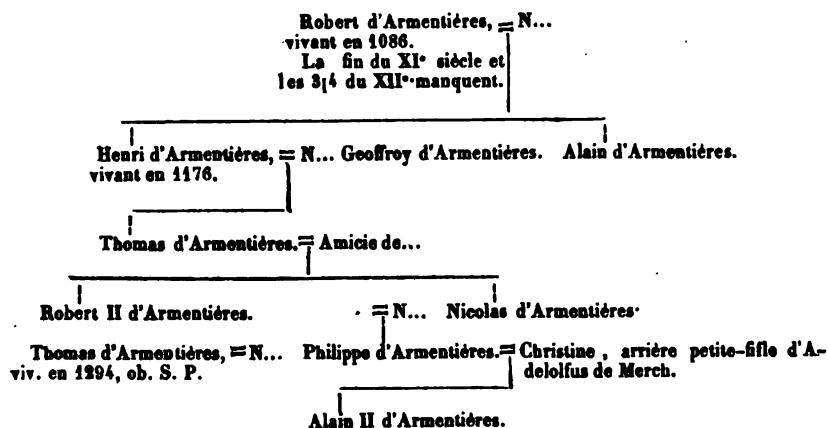 Robert d'Armentières, = N...
vivant en 1086.
La fin du XIe siècle et
les 3/4 du XIIe manquent.
Henri d'Armentières, = N... Geoffroy d'Armentières. Alain d'Armentières.
vivant en 1176.
Thomas d'Armentières. = Amicie de...
Robert II d'Armentières. = N... Nicolas d'Armentières.
Thomas d'Armentières, = N... Philippe d'Armentières. = Christine, arrière petite-fille d'A-
viv. en 1294, ob. S. P. delolfus de Merch.
Alain II d'Armentières.